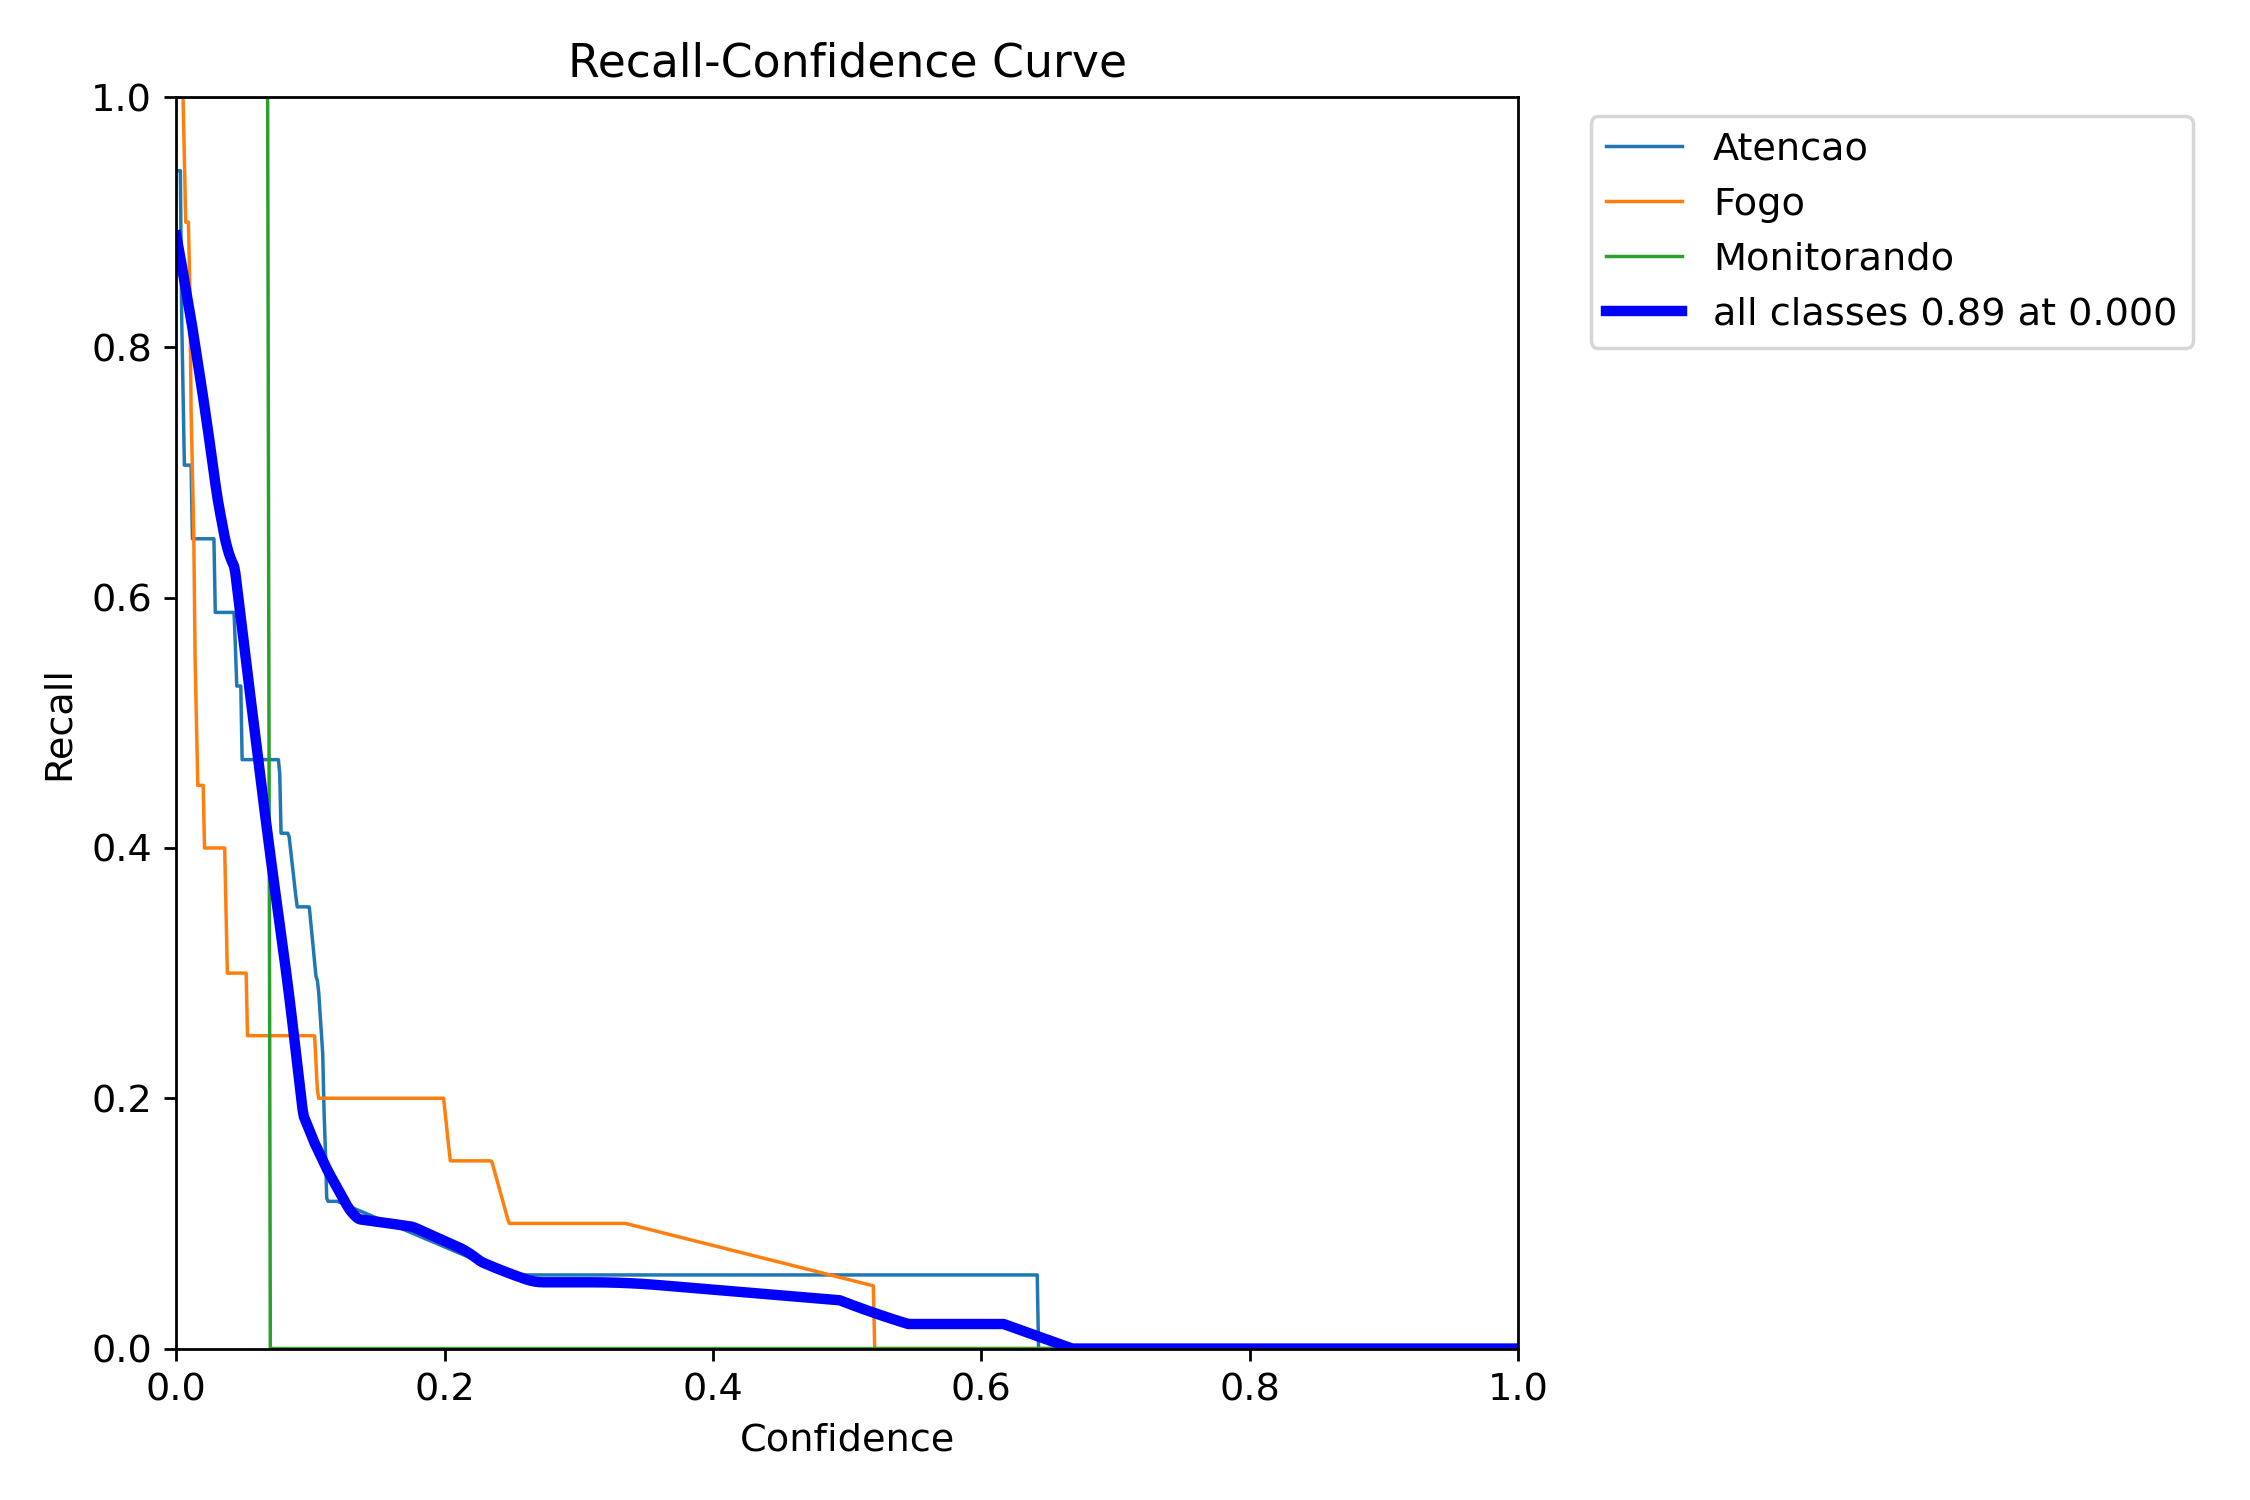 Recall-Confidence Curve
1.0
0.8
0.6
0.4
0.2
0.0
Recall
0.0 0.2 0.4 0.6 0.8 1.0
Confidence
Atencao
Fogo
Monitorando
all classes 0.89 at 0.000